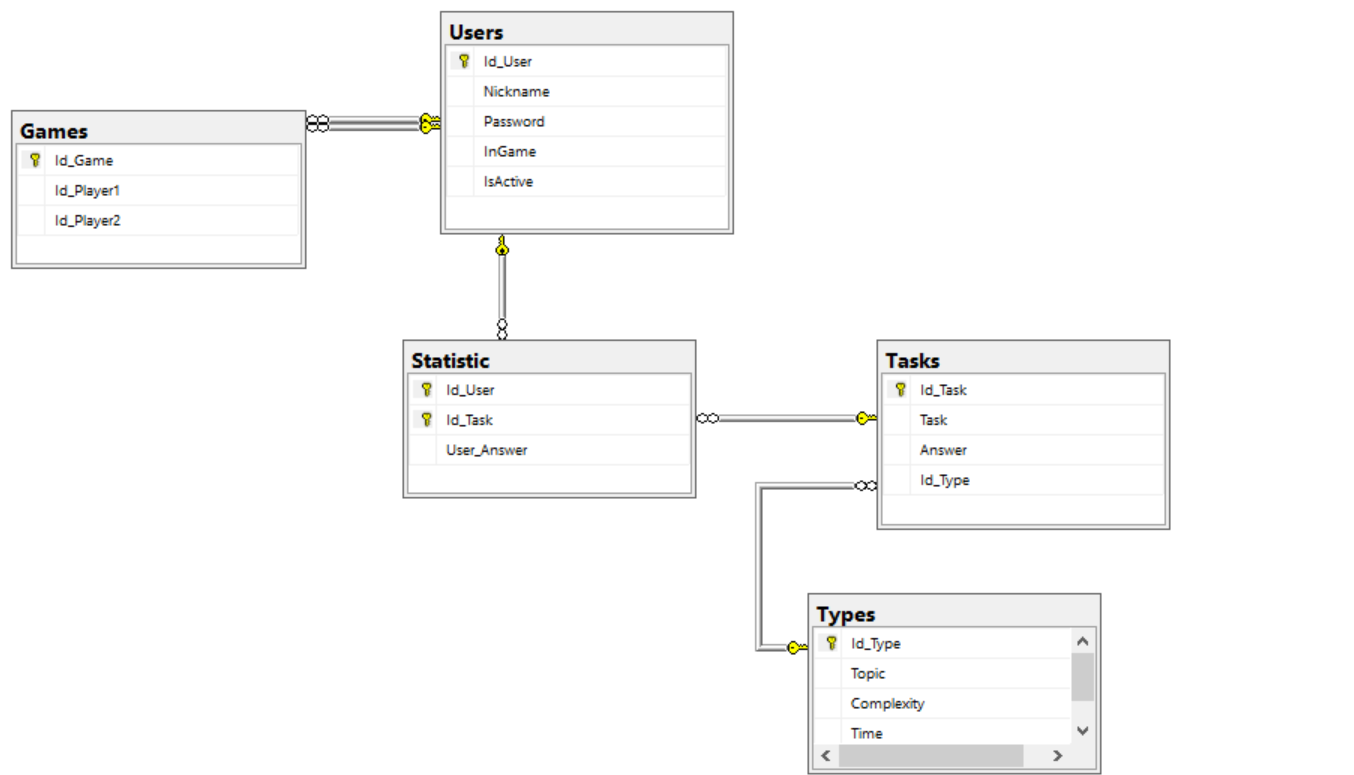 Users
Id_User
Nickname
Password
InGame
IsActive
Games
Id_Game
Id_Player1
Id_Player2
Statistic
Id_User
Id_Task
User_Answer
Tasks
Id_Task
Task
Answer
Id_Type
Types
Id_Type
Topic
Complexity
Time